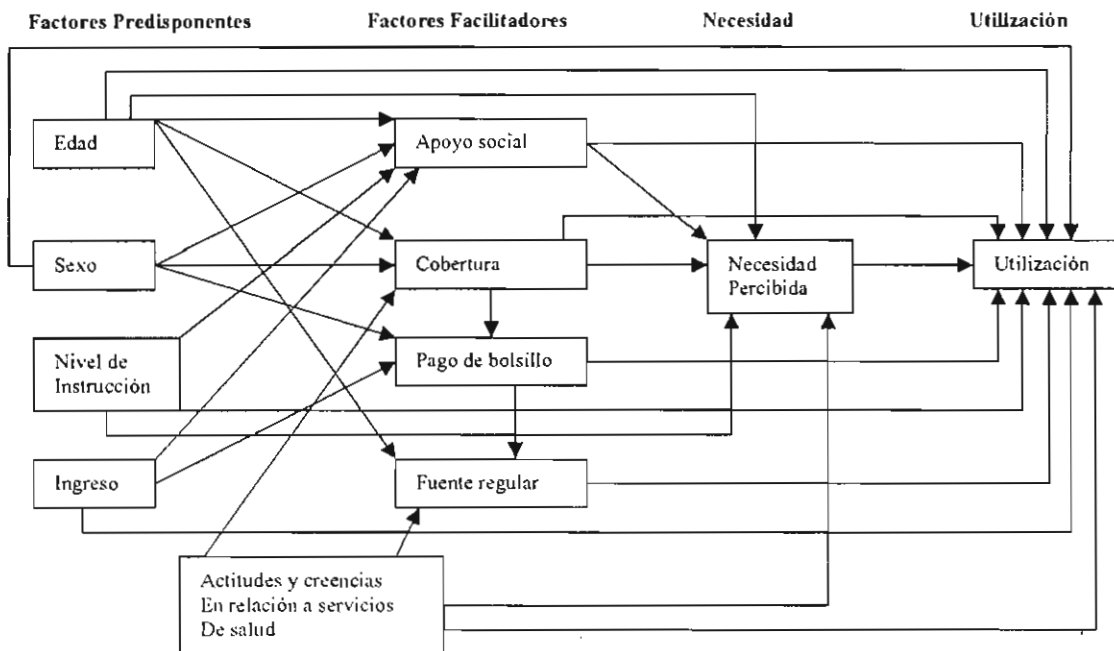 Factores Predisponentes
Factores Facilitadores
Necesidad
Utilización
Edad
Apoyo social
Sexo
Cobertura
Necesidad
Percibida
Utilización
Nivel de
Instrucción
Pago de bolsillo
Ingreso
Fuente regular
Actitudes y creencias
En relación a servicios
De salud